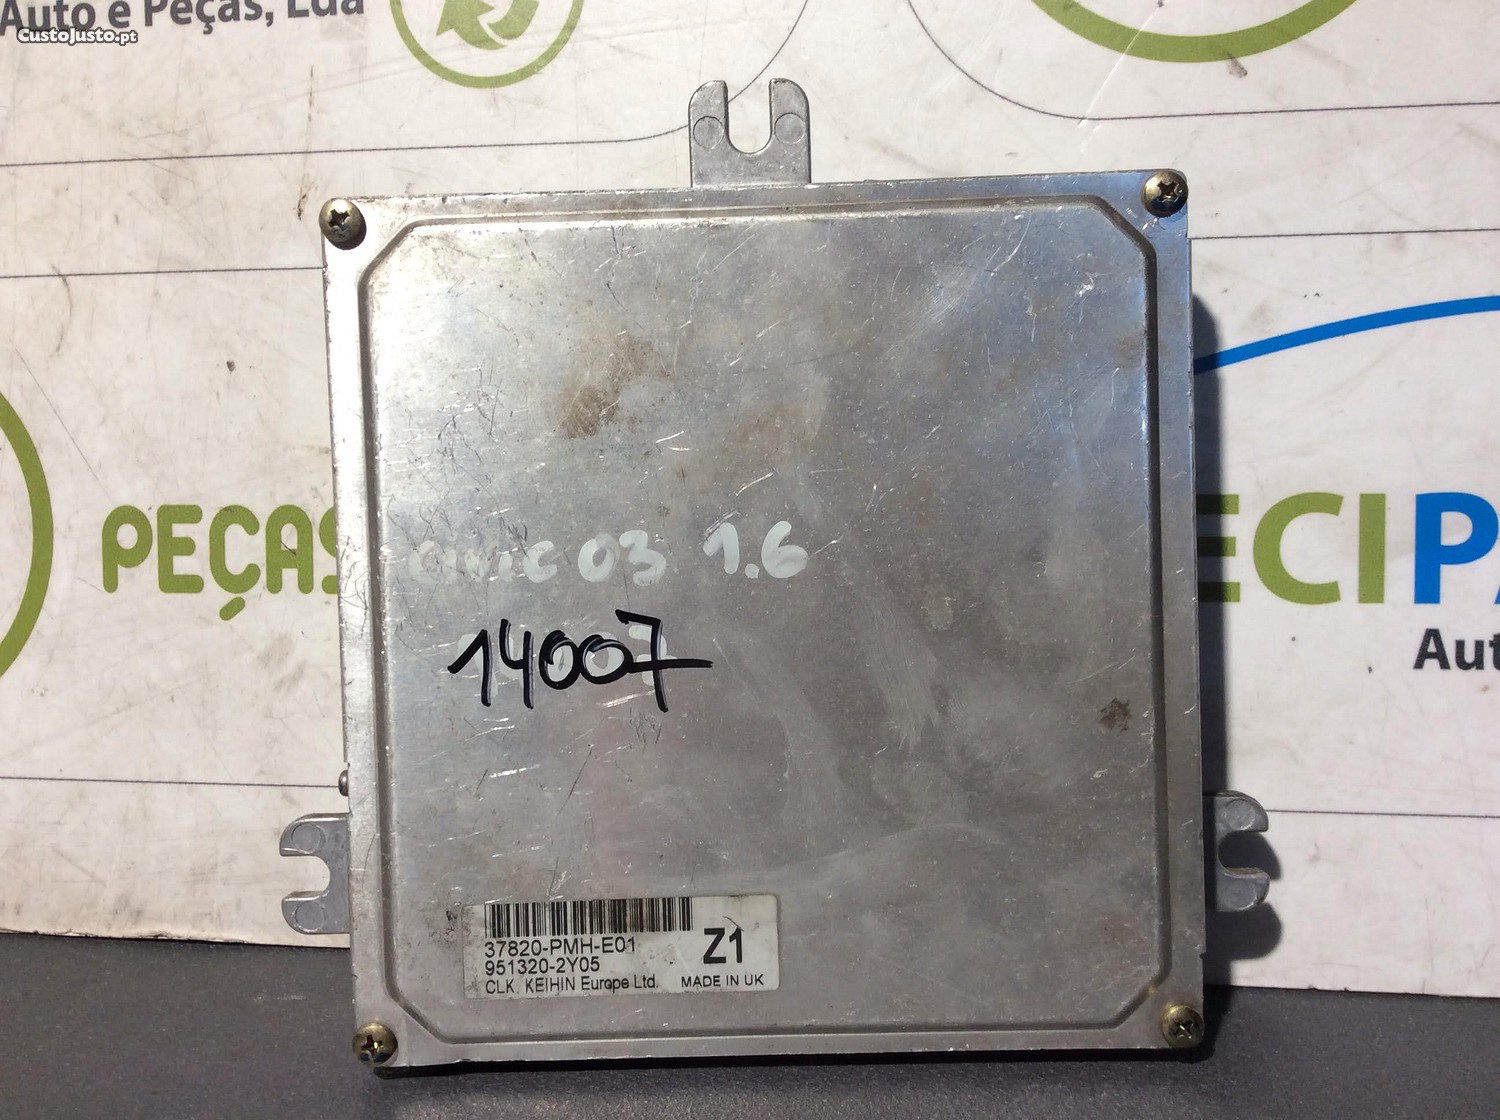 Auto e Peças, Lda
CustoJusto.pt
PEÇAS
ECIPA
Aut
civic 03 1.6
14007
37820-PMH-E01
951320-2Y05
CLK. KEIHIN Europe Ltd.
Z1
MADE IN UK